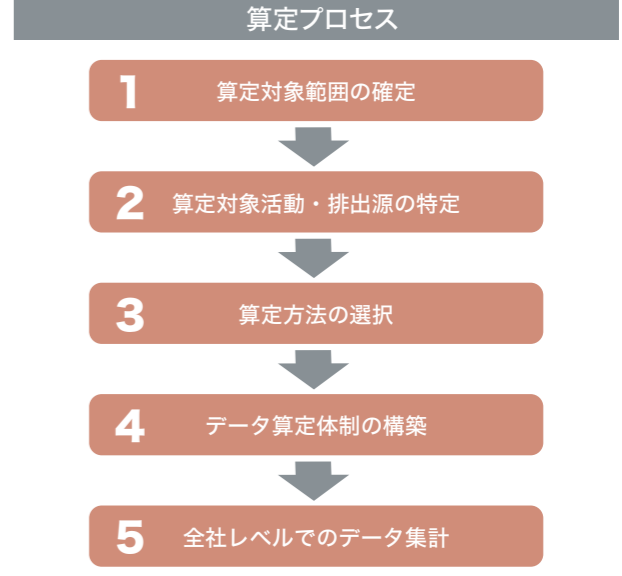 算定プロセス
1 算定対象範囲の確定
2 算定対象活動・排出源の特定
3 算定方法の選択
4 データ算定体制の構築
5 全社レベルでのデータ集計